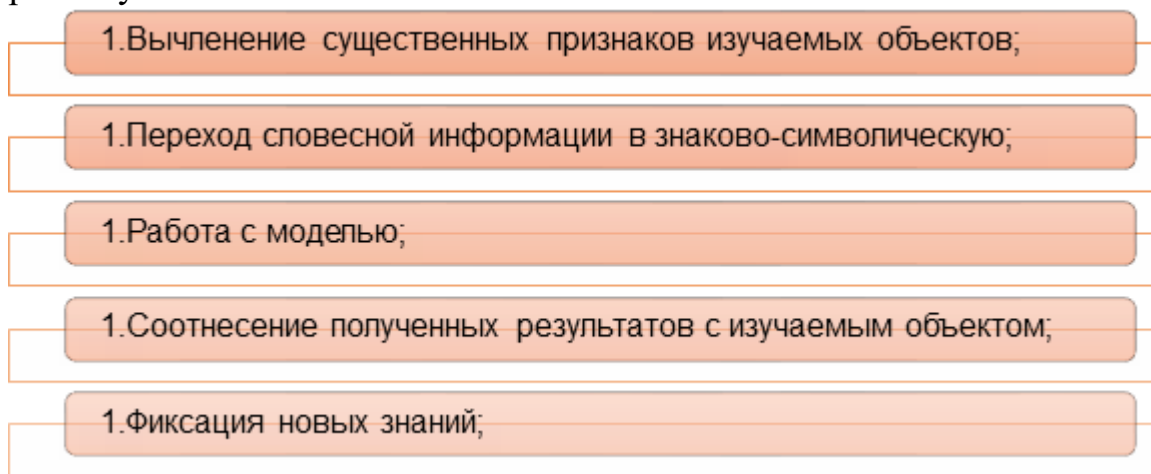 1.Вычленение существенных признаков изучаемых объектов;
1.Переход словесной информации в знаково-символическую;
1.Работа с моделью;
1.Соотнесение полученных результатов с изучаемым объектом;
1.Фиксация новых знаний;